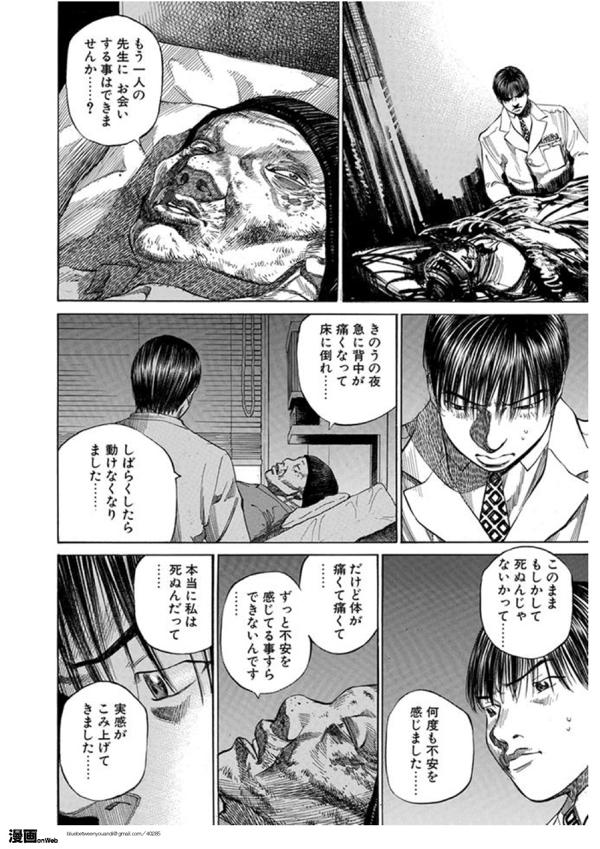 もう一人の
先生に お会い
する事はできま
せんか……?
きのうの夜
急に背中が
痛くなって
床に倒れ
……
しばらくしたら
動けなくなり
ました……
このまま
もしかして
死ぬんじゃ
ないかって……
何度も不安を
感じました……
だけど体が
痛くて痛くて
……
ずっと不安を
感じてる事すら
できないんです
本当に私は
死ぬんだって
……
実感が
こみ上げて
きました……
漫画onWeb
bluebetweenyouandi@gmail.com/40285